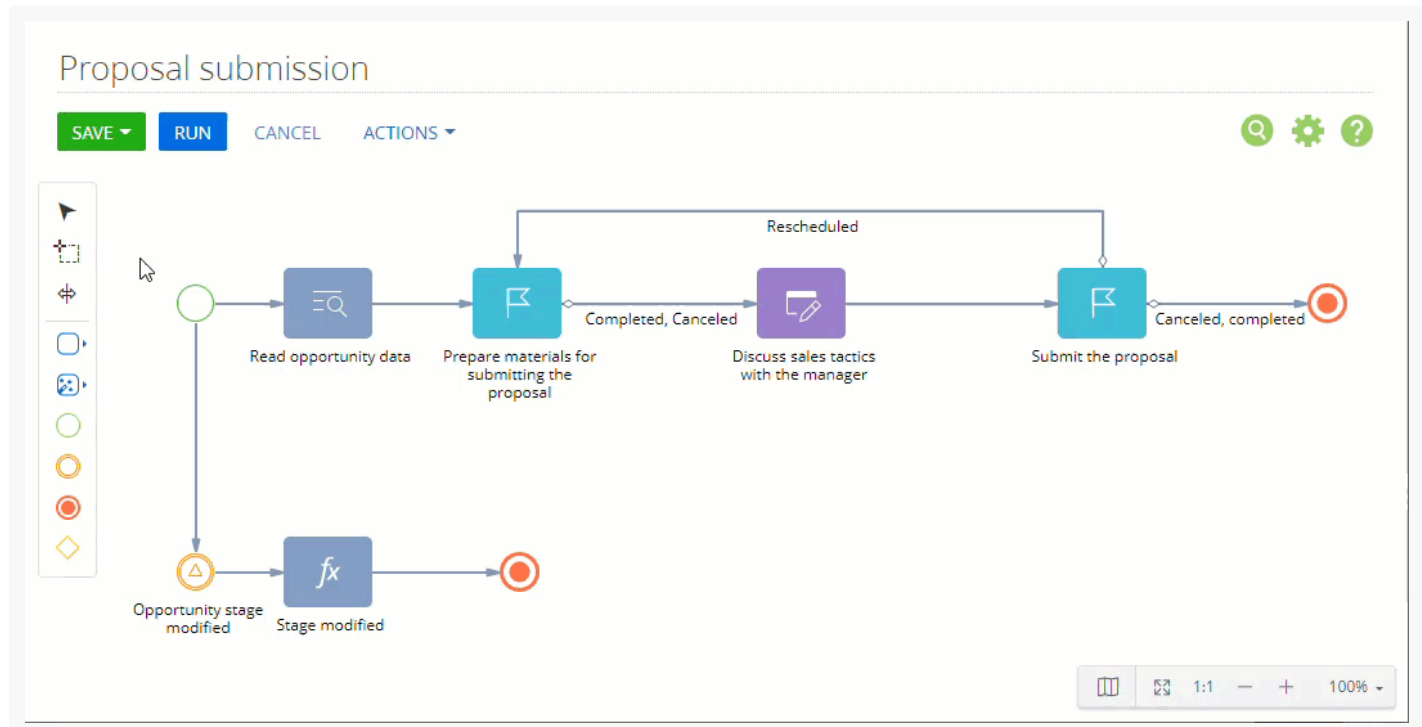 Proposal submission
SAVE
RUN
CANCEL
ACTIONS
Rescheduled
Completed, Canceled
Canceled, completed
Read opportunity data
Prepare materials for
submitting the
proposal
Discuss sales tactics
with the manager
Submit the proposal
fx
Opportunity stage
modified
Stage modified
1:1
100%